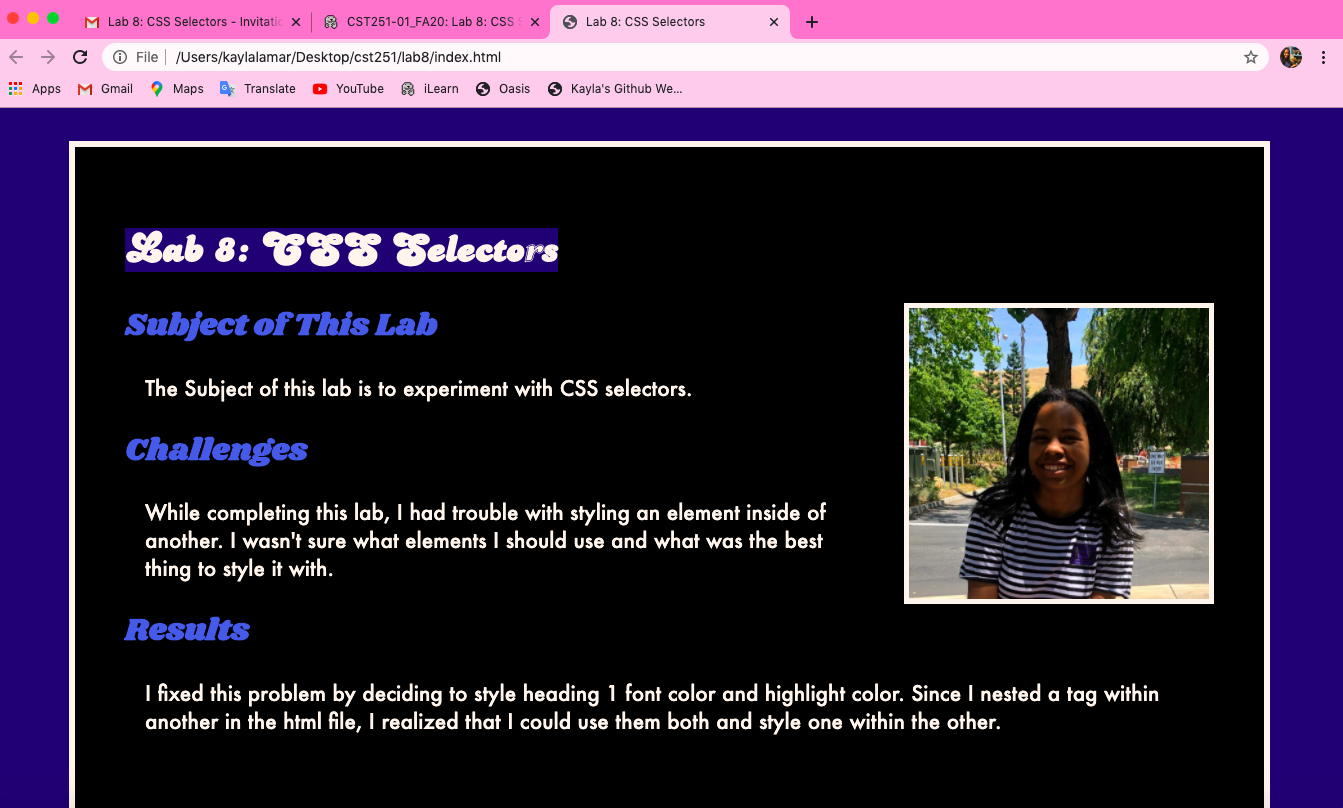 Lab 8: CSS Selectors - Invitatio
CST251-01_FA20: Lab 8: CSS S
Lab 8: CSS Selectors
File
/Users/kaylalamar/Desktop/cst251/lab8/index.html
Apps
Gmail
Maps
Translate
YouTube
iLearn
Oasis
Kayla's Github We...
Lab 8: CSS Selectors
Subject of This Lab
The Subject of this lab is to experiment with CSS selectors.
Challenges
While completing this lab, I had trouble with styling an element inside of
another. I wasn't sure what elements I should use and what was the best
thing to style it with.
Results
I fixed this problem by deciding to style heading 1 font color and highlight color. Since I nested a tag within
another in the html file, I realized that I could use them both and style one within the other.